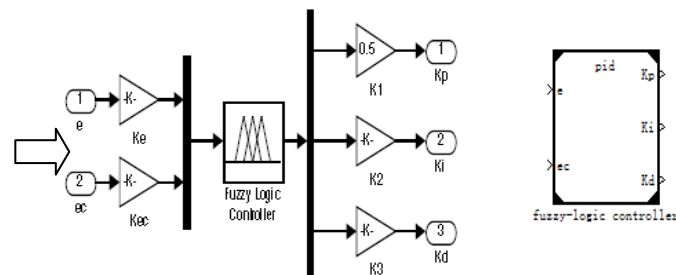 1
e
-K-
Ke
2
ec
-K-
Kec
Fuzzy Logic
Controller
0.5
K1
1
Kp
-K-
K2
2
Ki
-K-
K3
3
Kd
pid
e
ec
Kp
Ki
Kd
fuzzy-logic controller